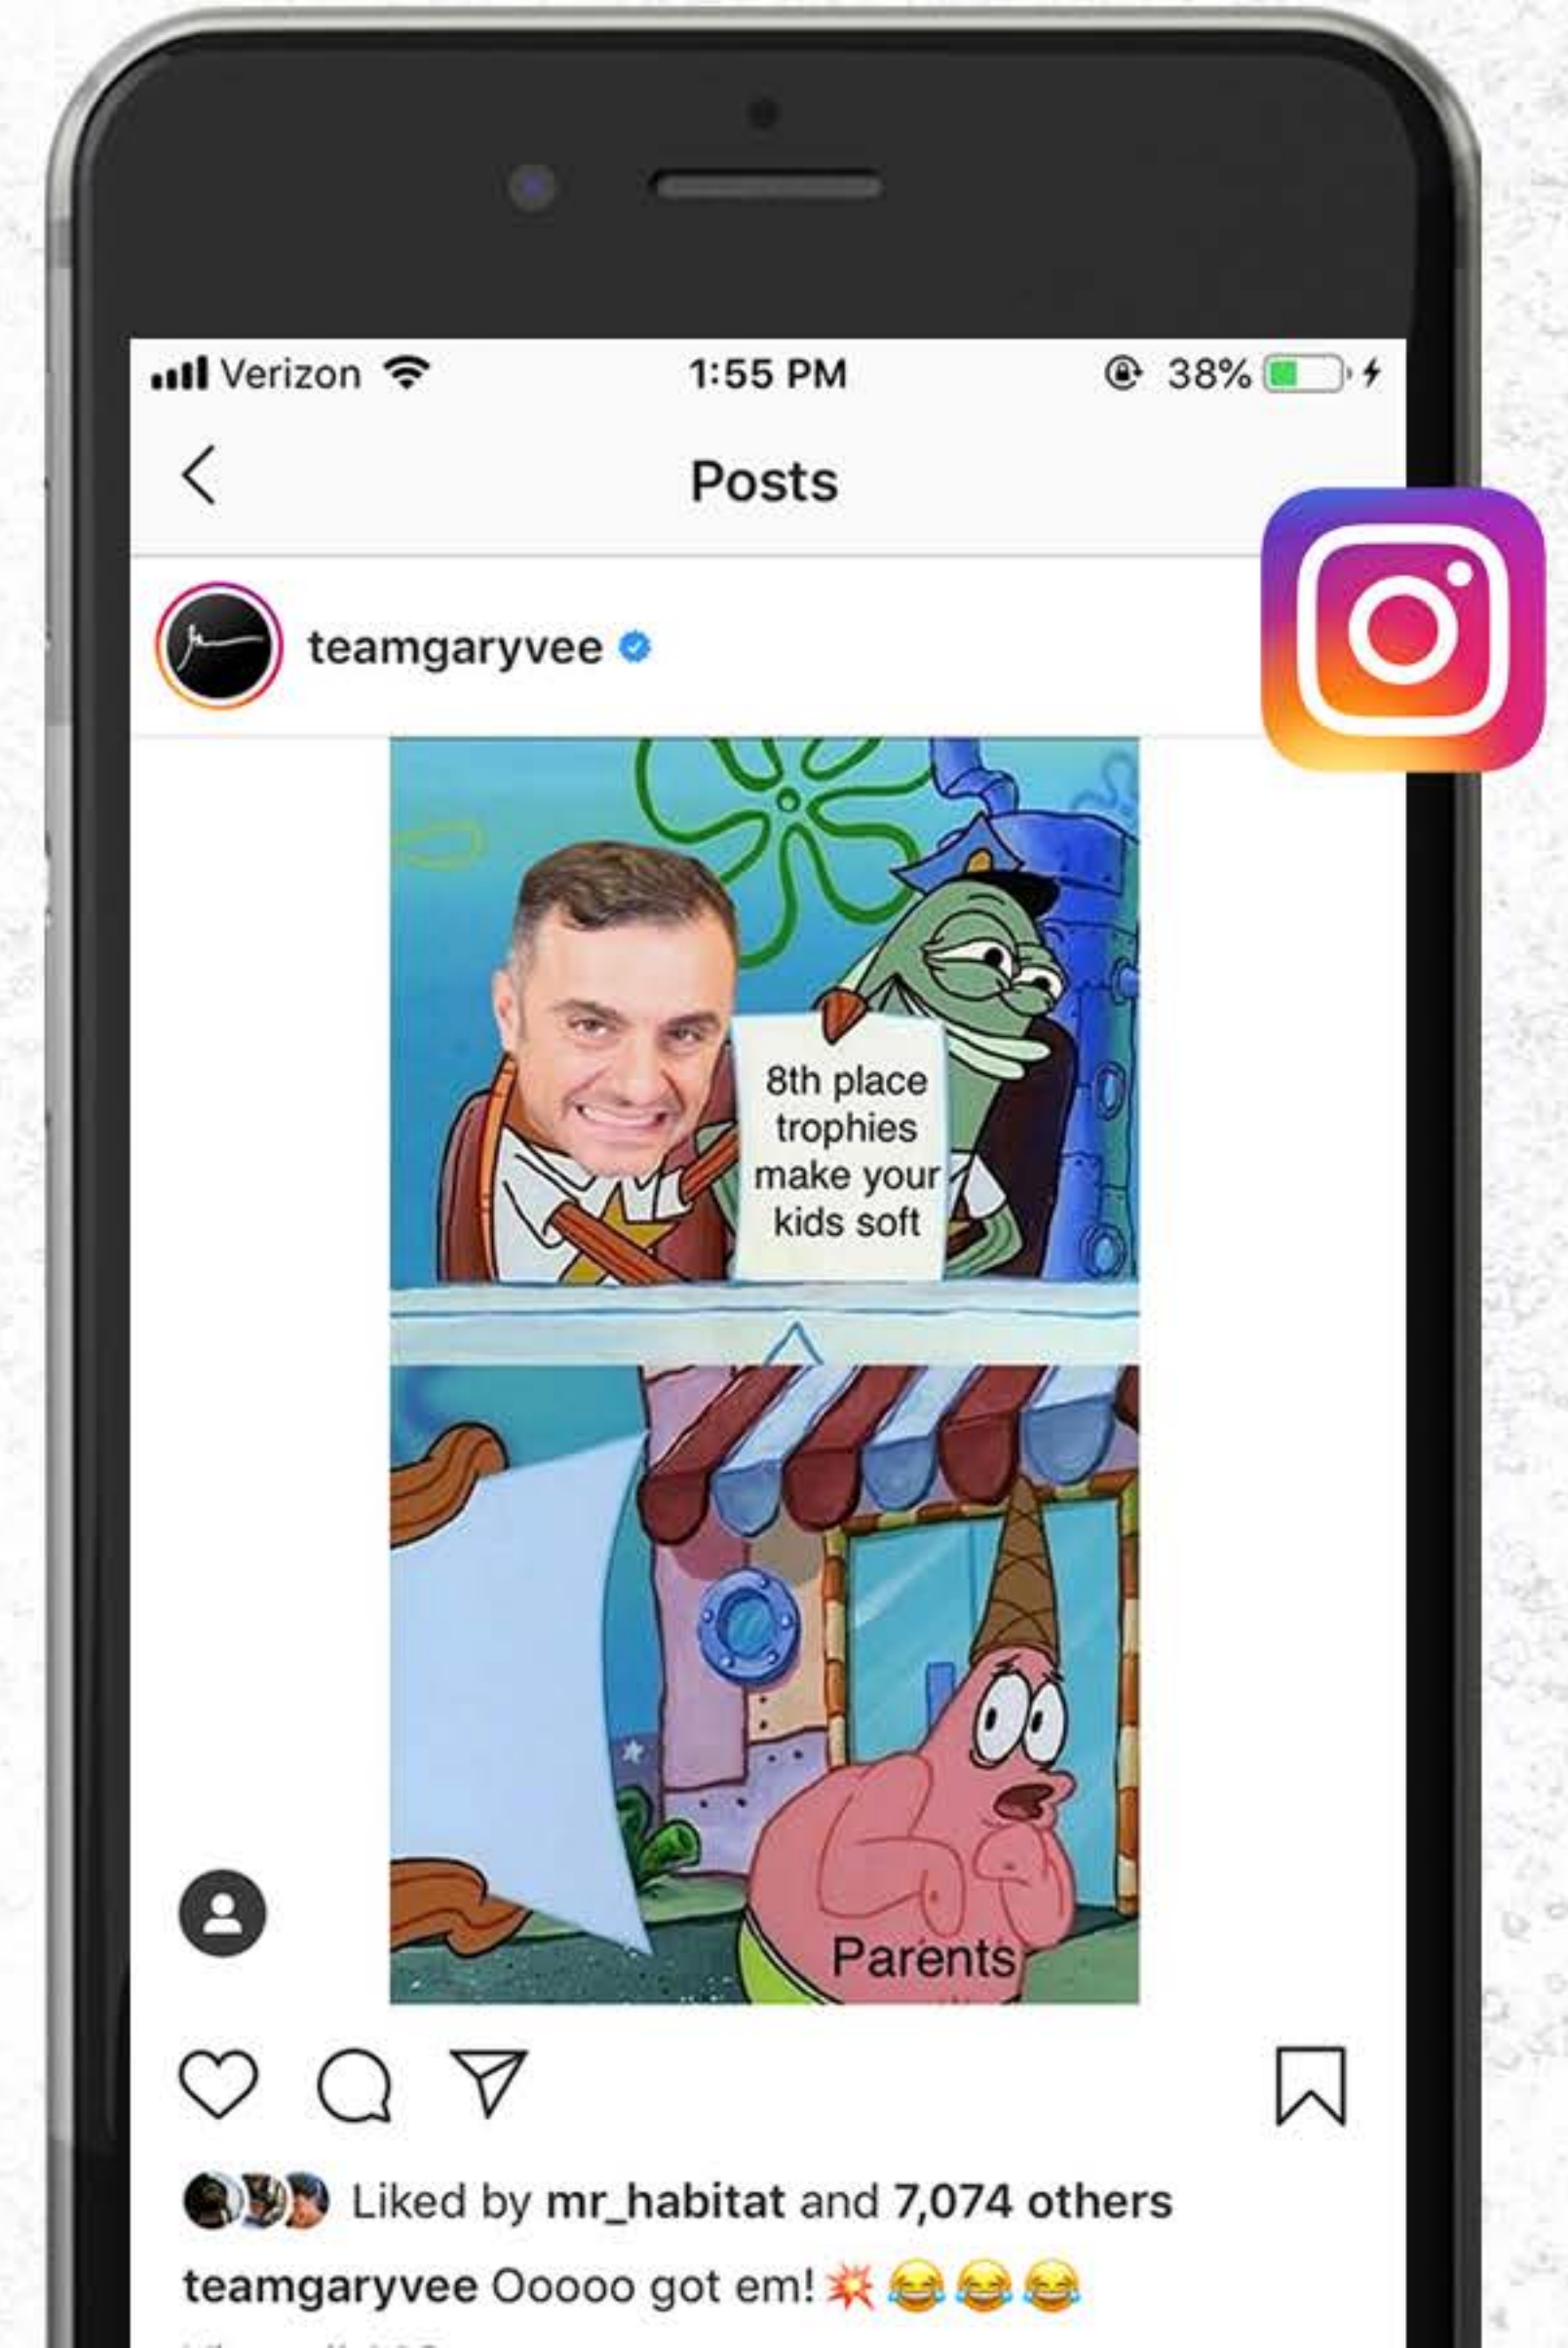 Verizon 1:55 PM 38%
Posts
teamgaryvee
8th place
trophies
make your
kids soft
Parents
Liked by mr_habitat and 7,074 others
teamgaryvee Ooooo got em! 💥 😂 😂 😂